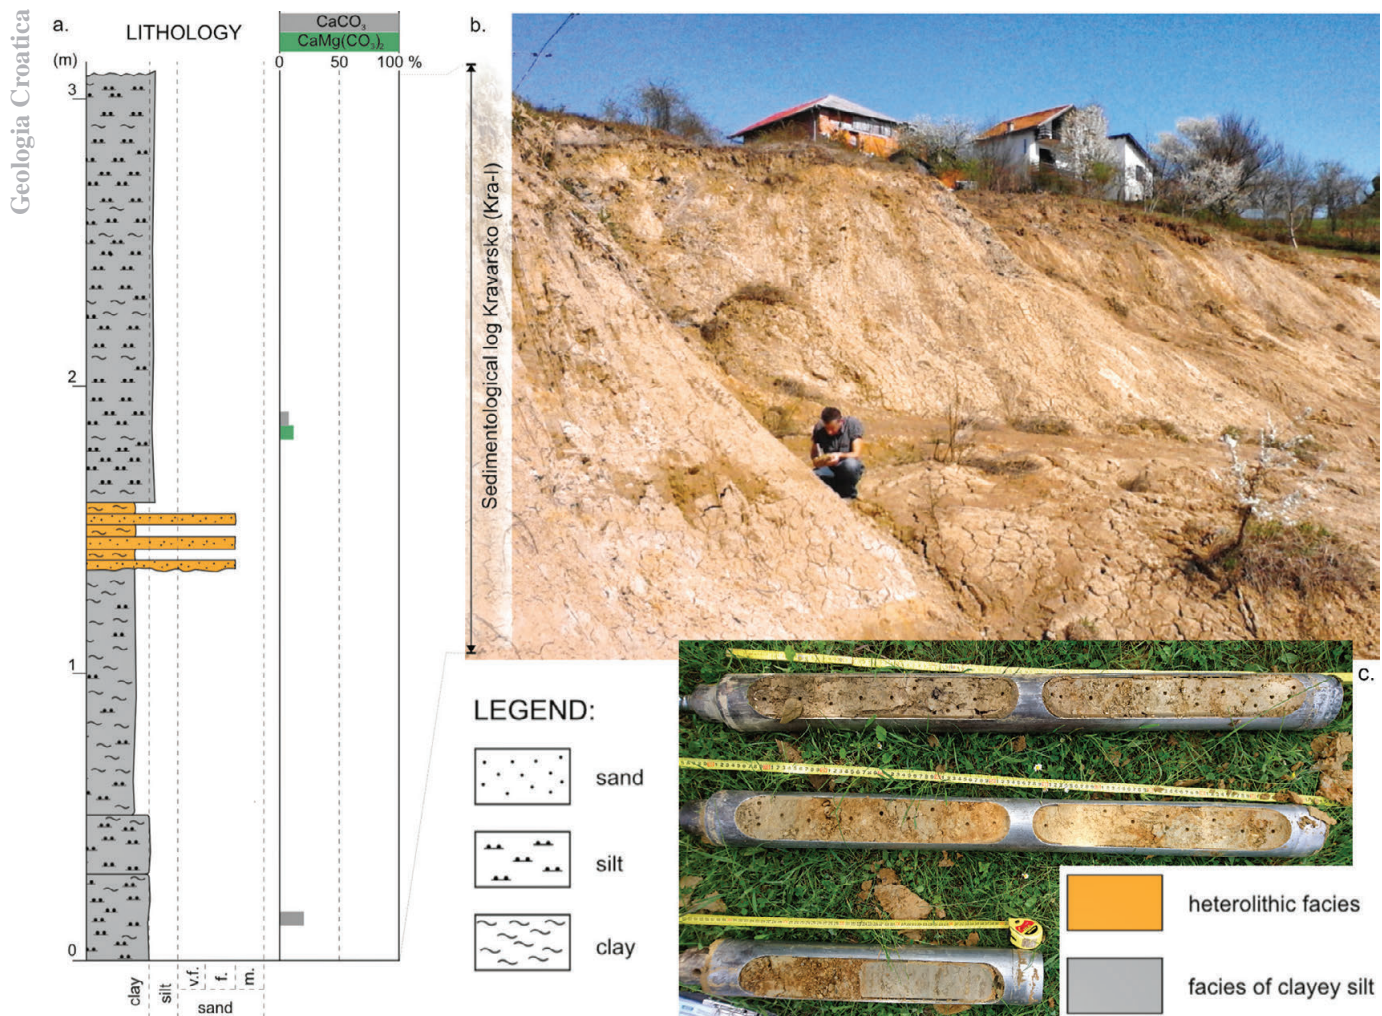 Geologia Croatica
a.
LITHOLOGY
(m)
CaCO₃
CaMg(CO₃)₂
0 50 100 %
3
2
1
0
clay
silt
v.f.
f.
m.
sand
b.
Sedimentological log Kravarsko (Kra-I)
LEGEND:
sand
silt
clay
c.
heterolithic facies
facies of clayey silt